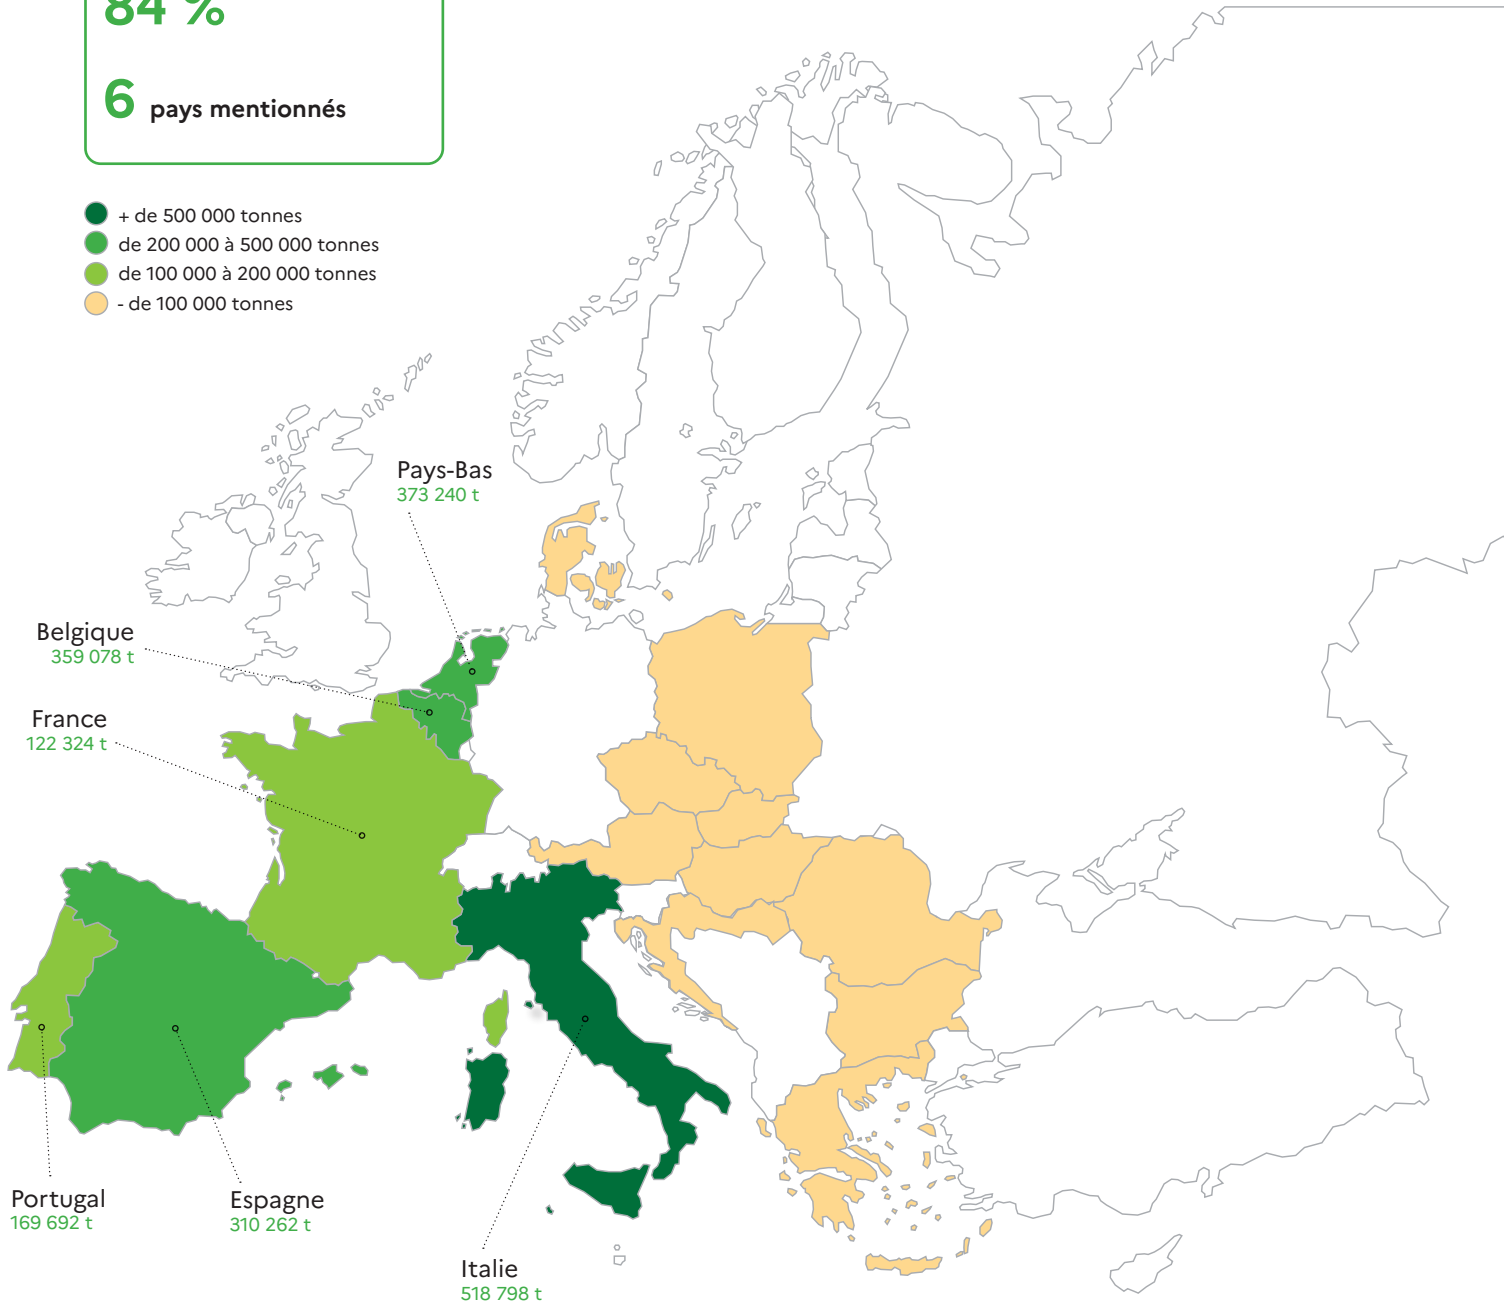 84 %
6 pays mentionnés
+ de 500 000 tonnes
de 200 000 à 500 000 tonnes
de 100 000 à 200 000 tonnes
- de 100 000 tonnes
Pays-Bas
373 240 t
Belgique
359 078 t
France
122 324 t
Portugal
169 692 t
Espagne
310 262 t
Italie
518 798 t